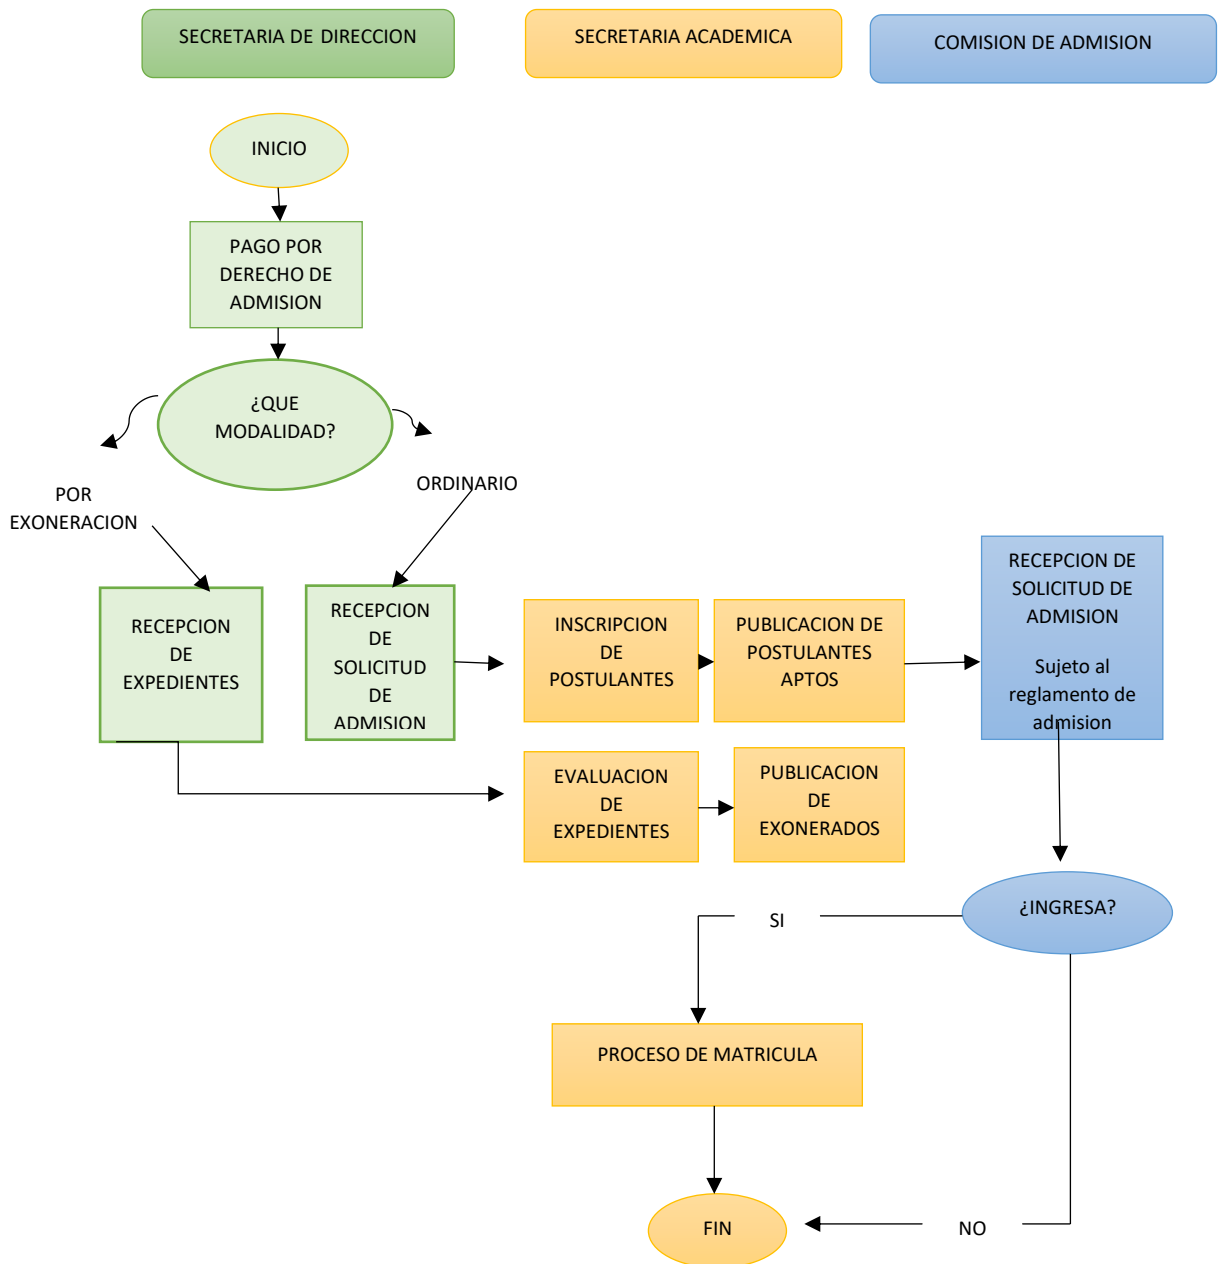 SECRETARIA DE DIRECCION
SECRETARIA ACADEMICA
COMISION DE ADMISION
INICIO
PAGO POR
DERECHO DE
ADMISION
¿QUE
MODALIDAD?
POR
EXONERACION
ORDINARIO
RECEPCION
DE
EXPEDIENTES
RECEPCION
DE
SOLICITUD
DE
ADMISION
INSCRIPCION
DE
POSTULANTES
PUBLICACION DE
POSTULANTES
APTOS
RECEPCION DE
SOLICITUD DE
ADMISION
Sujeto al
reglamento de
admision
EVALUACION
DE
EXPEDIENTES
PUBLICACION
DE
EXONERADOS
¿INGRESA?
SI
PROCESO DE MATRICULA
FIN
NO